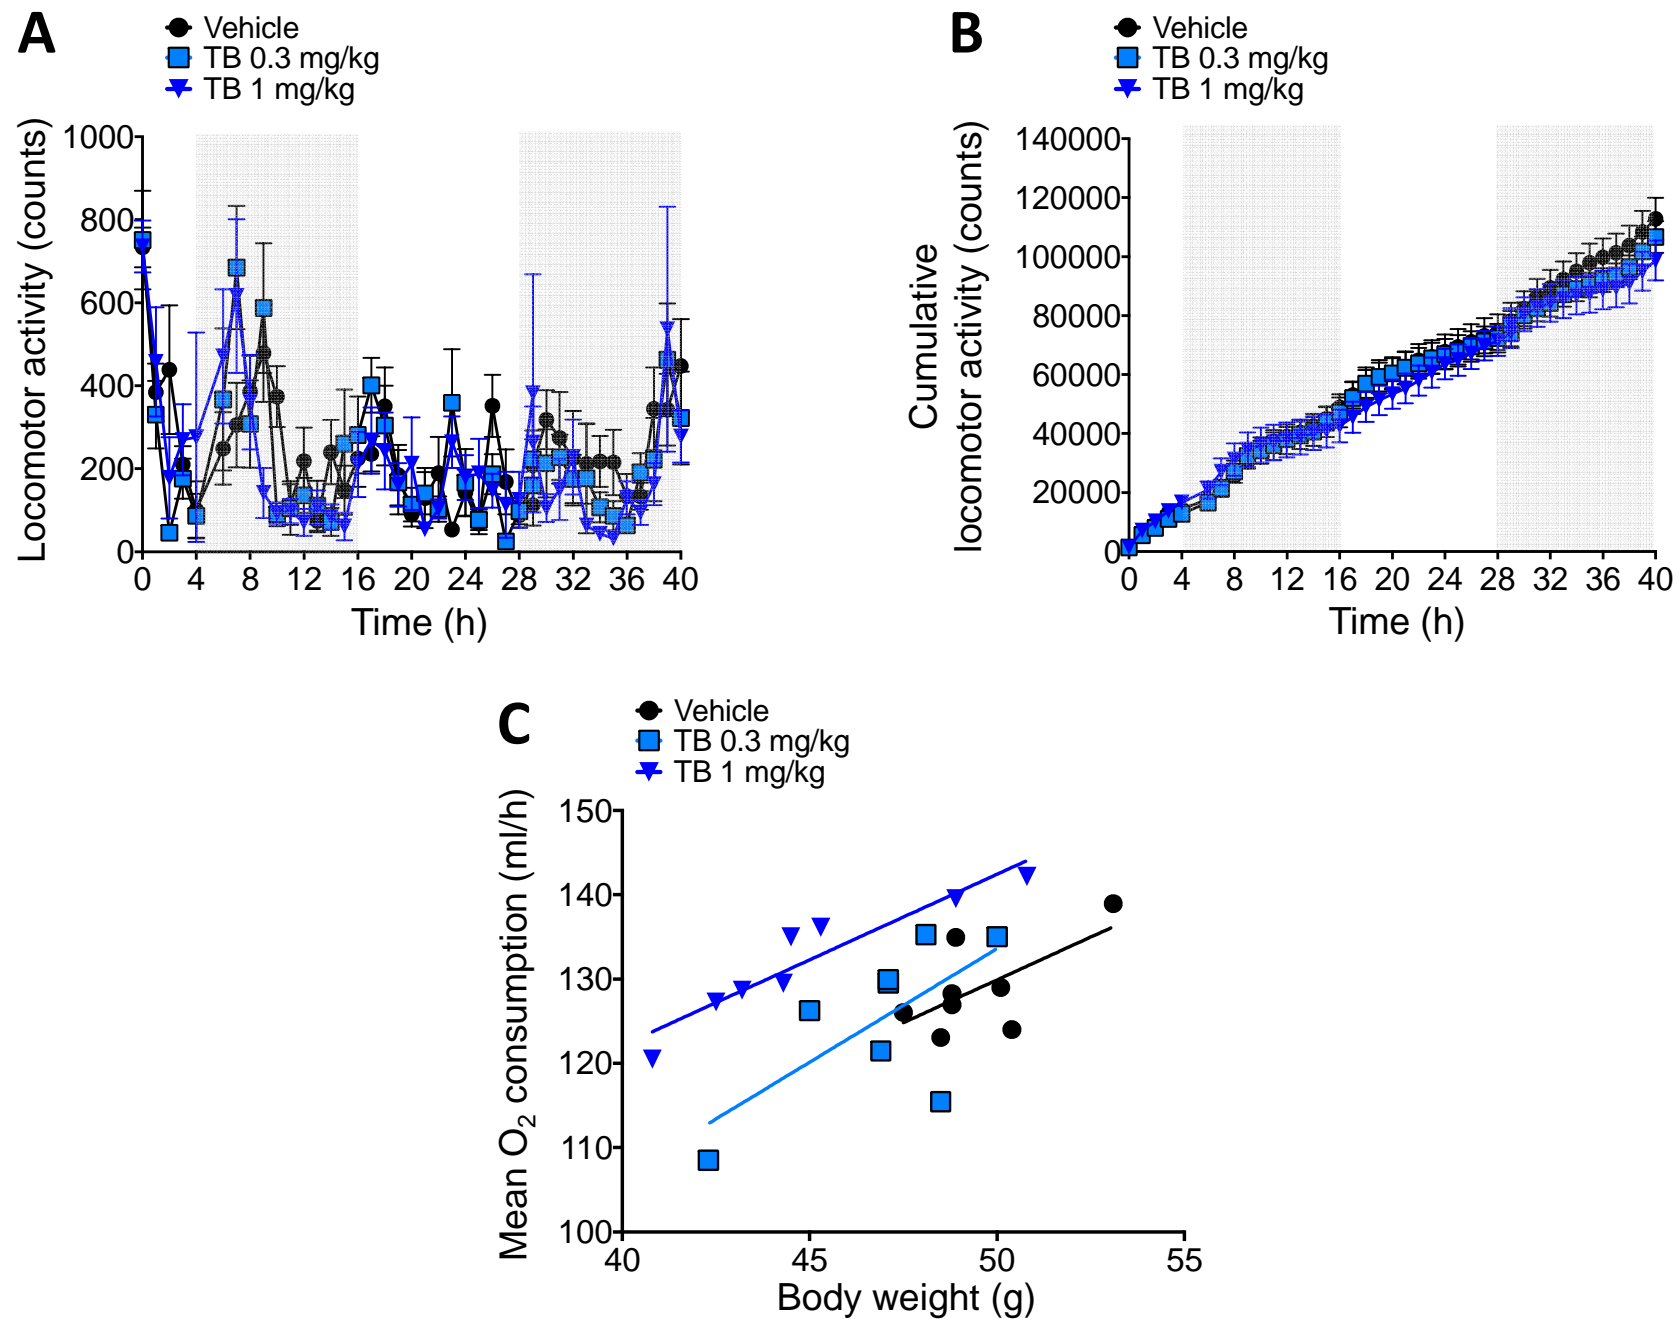 A
Vehicle
TB 0.3 mg/kg
TB 1 mg/kg
Locomotor activity (counts)
1000
800
600
400
200
0
0 4 8 12 16 20 24 28 32 36 40
Time (h)
B
Vehicle
TB 0.3 mg/kg
TB 1 mg/kg
Cumulative
locomotor activity (counts)
140000
120000
100000
80000
60000
40000
20000
0
0 4 8 12 16 20 24 28 32 36 40
Time (h)
C
Vehicle
TB 0.3 mg/kg
TB 1 mg/kg
Mean O2 consumption (ml/h)
150
140
130
120
110
100
40 45 50 55
Body weight (g)